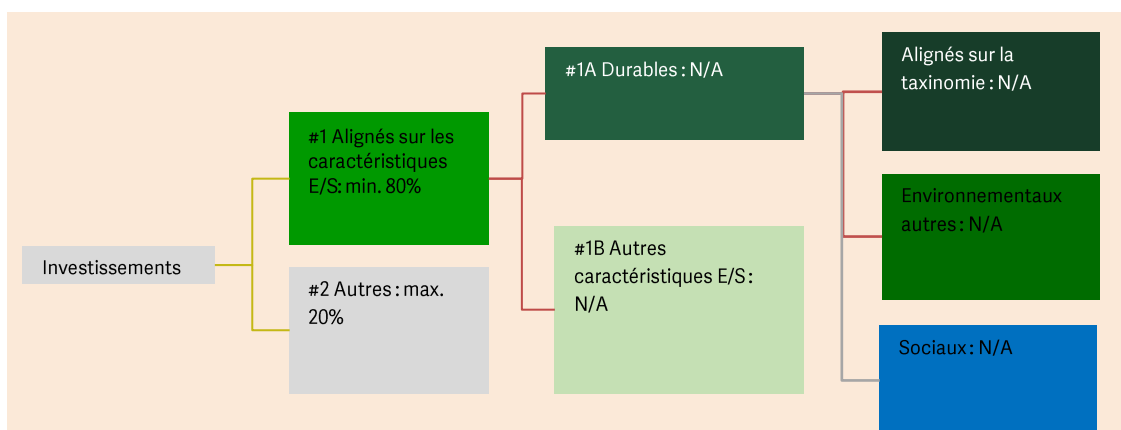 Investissements
#1 Alignés sur les
caractéristiques
E/S: min. 80%
#2 Autres : max.
20%
#1A Durables : N/A
#1B Autres
caractéristiques E/S :
N/A
Alignés sur la
taxinomie : N/A
Environnementaux
autres : N/A
Sociaux : N/A